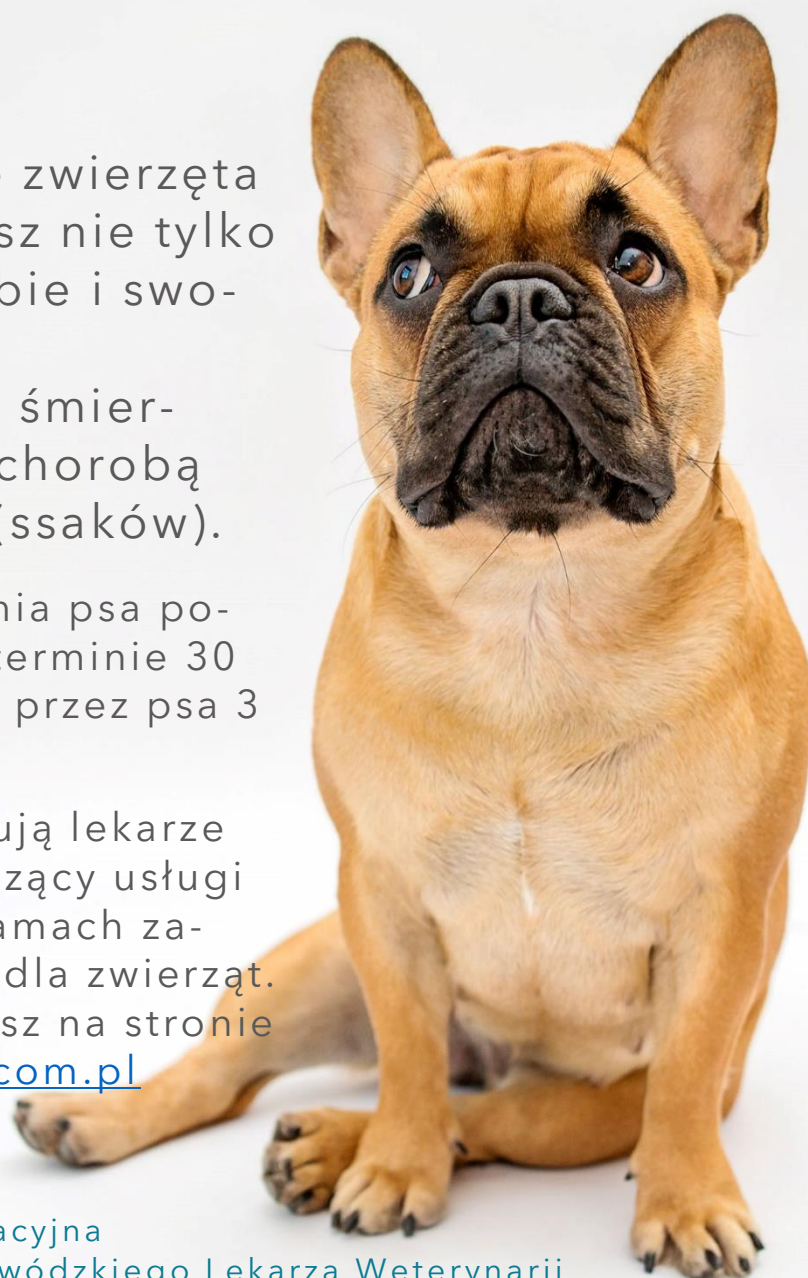 zwierzęta
sz nie tylko
bie i swo-
śmier-
chorobą
(ssaków).
nia psa po-
terminie 30
przez psa 3
ują lekarze
zący usługi
amach za-
dla zwierząt.
sz na stronie
com.pl
acyjna
wódzkiego Lekarza Weterynarii